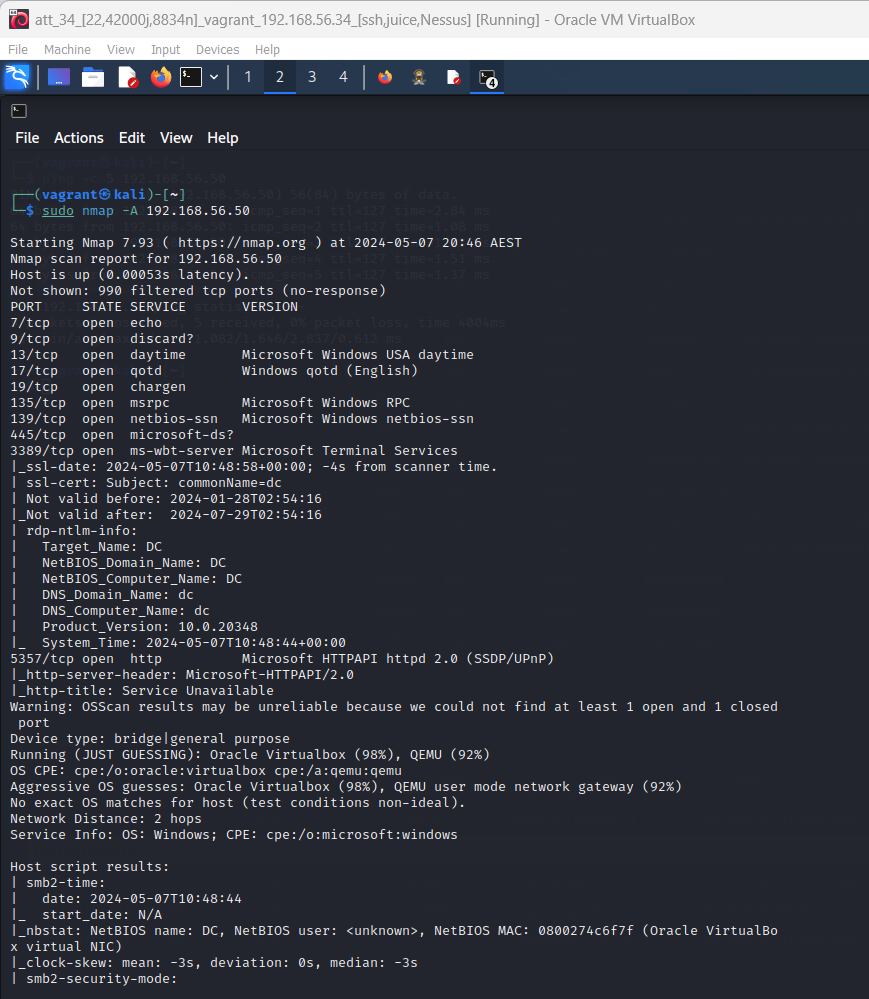 att_34_[22,42000j,8834n]_vagrant_192.168.56.34_[ssh,juice,Nessus] [Running] - Oracle VM VirtualBox
File Machine View Input Devices Help
1 2 3 4 4
File Actions Edit View Help
┌──(vagrant㉿kali)-[~]
└─$ sudo nmap -A 192.168.56.50
Starting Nmap 7.93 ( https://nmap.org ) at 2024-05-07 20:46 AEST
Nmap scan report for 192.168.56.50
Host is up (0.00053s latency).
Not shown: 990 filtered tcp ports (no-response)
PORT     STATE SERVICE       VERSION
7/tcp    open  echo
9/tcp    open  discard?
13/tcp   open  daytime       Microsoft Windows USA daytime
17/tcp   open  qotd          Windows qotd (English)
19/tcp   open  chargen
135/tcp  open  msrpc         Microsoft Windows RPC
139/tcp  open  netbios-ssn   Microsoft Windows netbios-ssn
445/tcp  open  microsoft-ds?
3389/tcp open  ms-wbt-server Microsoft Terminal Services
|_ssl-date: 2024-05-07T10:48:58+00:00; -4s from scanner time.
| ssl-cert: Subject: commonName=dc
| Not valid before: 2024-01-28T02:54:16
|_Not valid after:  2024-07-29T02:54:16
| rdp-ntlm-info:
|   Target_Name: DC
|   NetBIOS_Domain_Name: DC
|   NetBIOS_Computer_Name: DC
|   DNS_Domain_Name: dc
|   DNS_Computer_Name: dc
|   Product_Version: 10.0.20348
|_  System_Time: 2024-05-07T10:48:44+00:00
5357/tcp open  http          Microsoft HTTPAPI httpd 2.0 (SSDP/UPnP)
|_http-server-header: Microsoft-HTTPAPI/2.0
|_http-title: Service Unavailable
Warning: OSScan results may be unreliable because we could not find at least 1 open and 1 closed
 port
Device type: bridge|general purpose
Running (JUST GUESSING): Oracle Virtualbox (98%), QEMU (92%)
OS CPE: cpe:/o:oracle:virtualbox cpe:/a:qemu:qemu
Aggressive OS guesses: Oracle Virtualbox (98%), QEMU user mode network gateway (92%)
No exact OS matches for host (test conditions non-ideal).
Network Distance: 2 hops
Service Info: OS: Windows; CPE: cpe:/o:microsoft:windows
Host script results:
| smb2-time:
|   date: 2024-05-07T10:48:44
|_  start_date: N/A
|_nbstat: NetBIOS name: DC, NetBIOS user: <unknown>, NetBIOS MAC: 0800274c6f7f (Oracle VirtualBo
x virtual NIC)
|_clock-skew: mean: -3s, deviation: 0s, median: -3s
| smb2-security-mode: